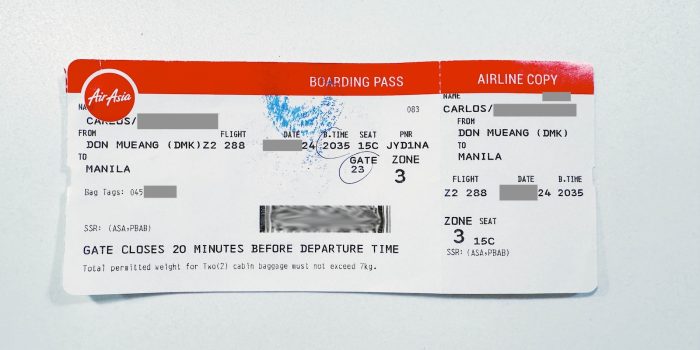 BOARDING PASS
AIRLINE COPY
AirAsia
083
CARLOS/
FROM FLIGHT DATE B.TIME SEAT PNR
DON MUEANG (DMK) Z2 288 24 2035 15C JYD1NA
TO GATE ZONE
MANILA 23 3
Bag Tags: 045
SSR: (ASA,PBAB)
GATE CLOSES 20 MINUTES BEFORE DEPARTURE TIME
Total permitted weight for Two(2) cabin baggage must not exceed 7kg.
NAME
CARLOS/
FROM
DON MUEANG (DMK)
TO
MANILA
FLIGHT DATE B.TIME
Z2 288 24 2035
ZONE SEAT
3 15C
SSR: (ASA,PBAB)